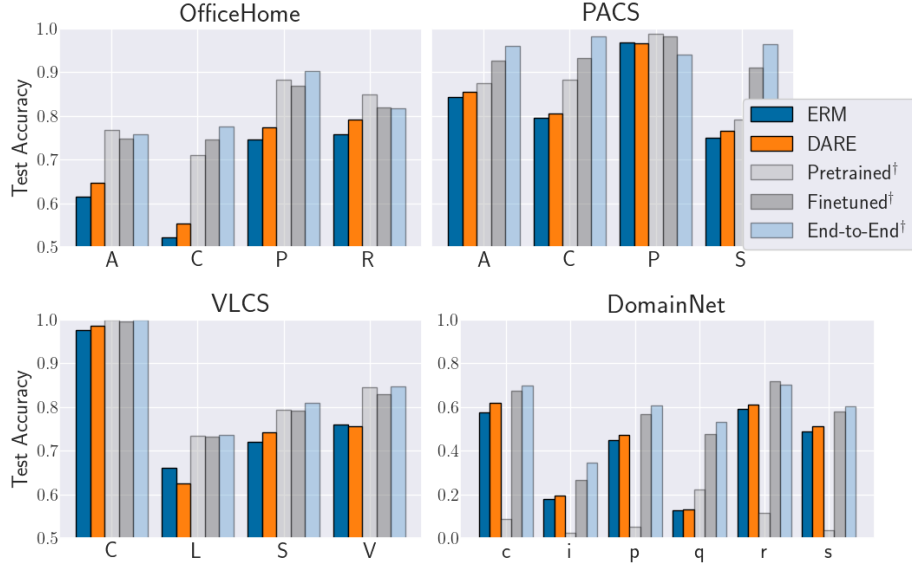 OfficeHome
PACS
Test Accuracy
1.0
0.9
0.8
0.7
0.6
0.5
A C P R
A C P S
ERM
DARE
Pretrained†
Finetuned†
End-to-End†
VLCS
DomainNet
Test Accuracy
1.0
0.9
0.8
0.7
0.6
0.5
C L S V
1.0
0.8
0.6
0.4
0.2
0.0
c i p q r s